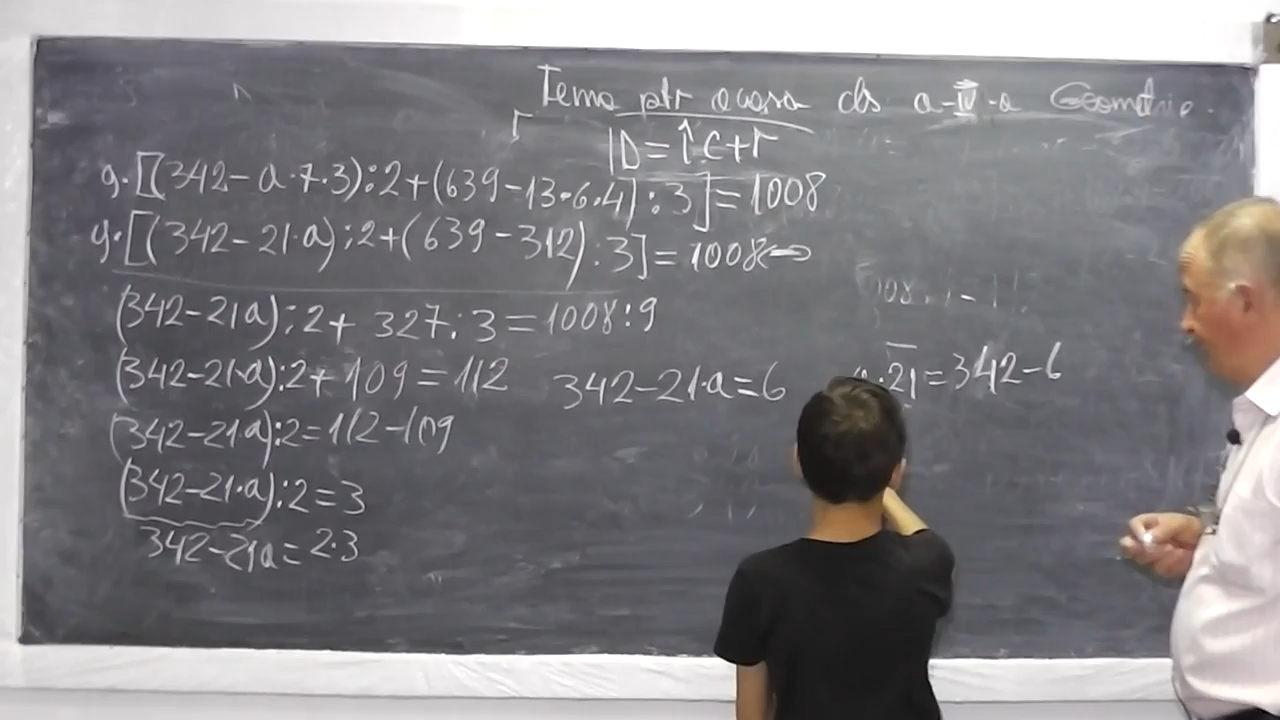 Tema ptr acasa cls a-IV-a Geometrie.
D=Î·C+r
9·[(342-a·7·3):2+(639-13·6·4):3]=1008
9·[(342-21·a):2+(639-312):3]=1008⇔
(342-21a):2+327:3=1008:9
(342-21·a):2+109=112
(342-21a):2=112-109
(342-21·a):2=3
342-21a=2·3
342-21·a=6
21=342-6